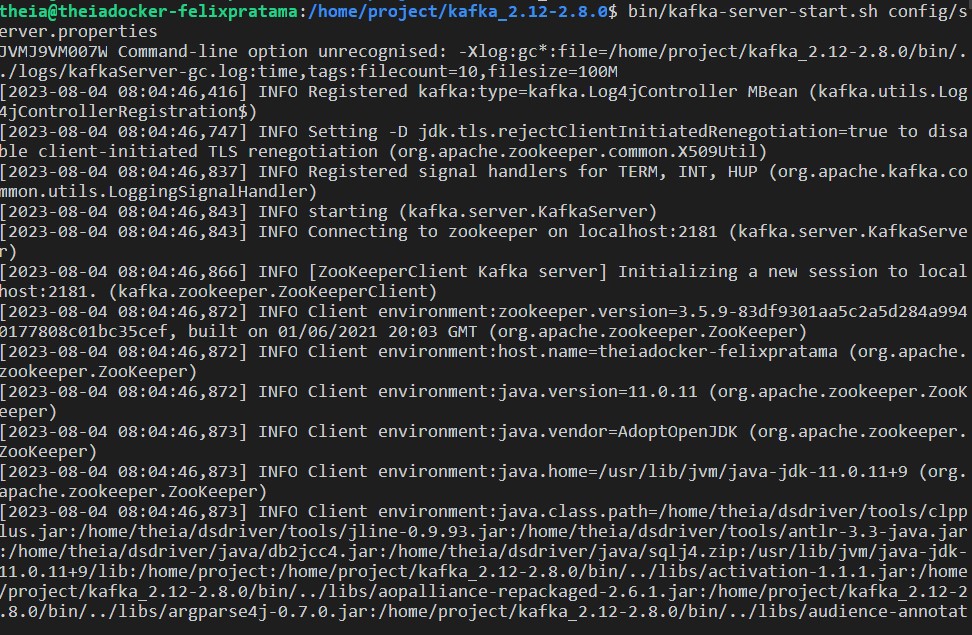 theia@theiadocker-felixpratama:/home/project/kafka_2.12-2.8.0$ bin/kafka-server-start.sh config/s
erver.properties
JVMJ9VM007W Command-line option unrecognised: -Xlog:gc*:file=/home/project/kafka_2.12-2.8.0/bin/.
./logs/kafkaServer-gc.log:time,tags:filecount=10,filesize=100M
[2023-08-04 08:04:46,416] INFO Registered kafka:type=kafka.Log4jController MBean (kafka.utils.Log
4jControllerRegistration$)
[2023-08-04 08:04:46,747] INFO Setting -D jdk.tls.rejectClientInitiatedRenegotiation=true to disa
ble client-initiated TLS renegotiation (org.apache.zookeeper.common.X509Util)
[2023-08-04 08:04:46,837] INFO Registered signal handlers for TERM, INT, HUP (org.apache.kafka.co
mmon.utils.LoggingSignalHandler)
[2023-08-04 08:04:46,843] INFO starting (kafka.server.KafkaServer)
[2023-08-04 08:04:46,843] INFO Connecting to zookeeper on localhost:2181 (kafka.server.KafkaServe
r)
[2023-08-04 08:04:46,866] INFO [ZooKeeperClient Kafka server] Initializing a new session to local
host:2181. (kafka.zookeeper.ZooKeeperClient)
[2023-08-04 08:04:46,872] INFO Client environment:zookeeper.version=3.5.9-83df9301aa5c2a5d284a994
0177808c01bc35cef, built on 01/06/2021 20:03 GMT (org.apache.zookeeper.ZooKeeper)
[2023-08-04 08:04:46,872] INFO Client environment:host.name=theiadocker-felixpratama (org.apache.
zookeeper.ZooKeeper)
[2023-08-04 08:04:46,872] INFO Client environment:java.version=11.0.11 (org.apache.zookeeper.ZooK
eeper)
[2023-08-04 08:04:46,873] INFO Client environment:java.vendor=AdoptOpenJDK (org.apache.zookeeper.
ZooKeeper)
[2023-08-04 08:04:46,873] INFO Client environment:java.home=/usr/lib/jvm/java-jdk-11.0.11+9 (org.
apache.zookeeper.ZooKeeper)
[2023-08-04 08:04:46,873] INFO Client environment:java.class.path=/home/theia/dsdriver/tools/clpp
lus.jar:/home/theia/dsdriver/tools/jline-0.9.93.jar:/home/theia/dsdriver/tools/antlr-3.3-java.jar
:/home/theia/dsdriver/java/db2jcc4.jar:/home/theia/dsdriver/java/sqlj4.zip:/usr/lib/jvm/java-jdk-
11.0.11+9/lib:/home/project:/home/project/kafka_2.12-2.8.0/bin/../libs/activation-1.1.1.jar:/home
/project/kafka_2.12-2.8.0/bin/../libs/aopalliance-repackaged-2.6.1.jar:/home/project/kafka_2.12-2
.8.0/bin/../libs/argparse4j-0.7.0.jar:/home/project/kafka_2.12-2.8.0/bin/../libs/audience-annotat